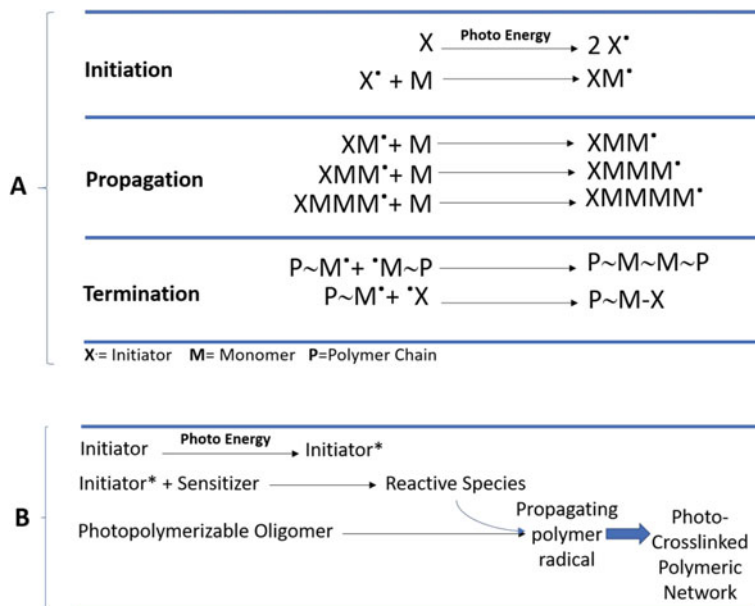 A
Initiation
X Photo Energy 2 X•
X• + M XM•
Propagation
XM•+ M XMM•
XMM•+ M XMMM•
XMMM•+ M XMMMM•
Termination
P~M•+ •M~P P~M~M~P
P~M•+ •X P~M-X
X= Initiator M= Monomer P=Polymer Chain
B
Initiator Photo Energy Initiator*
Initiator* + Sensitizer Reactive Species
Photopolymerizable Oligomer
Propagating
polymer
radical
Photo-
Crosslinked
Polymeric
Network